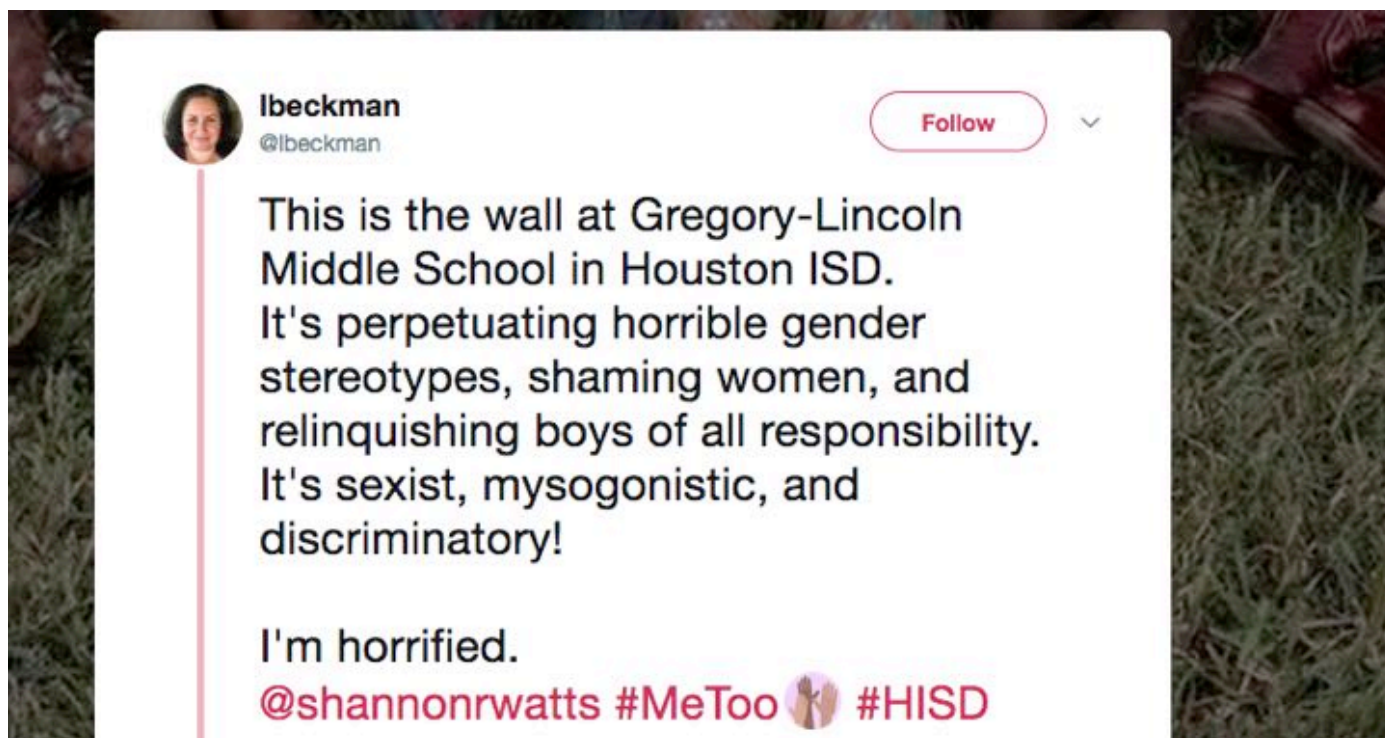 lbeckman
@lbeckman
Follow
This is the wall at Gregory-Lincoln
Middle School in Houston ISD.
It's perpetuating horrible gender
stereotypes, shaming women, and
relinquishing boys of all responsibility.
It's sexist, mysogonistic, and
discriminatory!
I'm horrified.
@shannonrwatts #MeToo #HISD